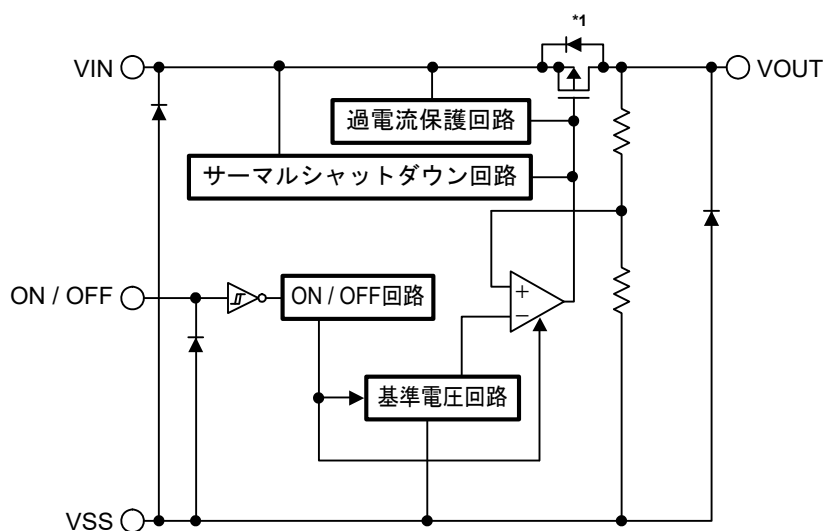 *1
VIN
VOUT
過電流保護回路
サーマルシャットダウン回路
ON / OFF
ON / OFF回路
+
−
基準電圧回路
VSS